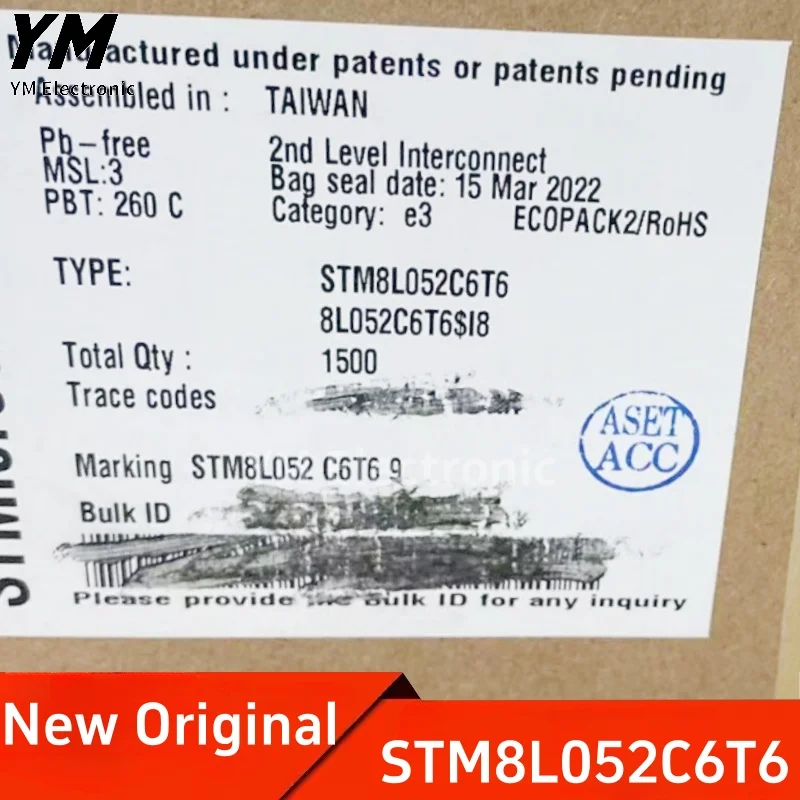 YM
YM Electronic
Manufactured under patents or patents pending
Assembled in : TAIWAN
Pb-free
2nd Level Interconnect
MSL:3
Bag seal date: 15 Mar 2022
PBT: 260 C
Category: e3 ECOPACK2/RoHS
TYPE: STM8L052C6T6
8L052C6T6$I8
Total Qty : 1500
Trace codes
ASET
ACC
Marking STM8L052 C6T6 9
Bulk ID
Please provide the Bulk ID for any inquiry
New Original
STM8L052C6T6